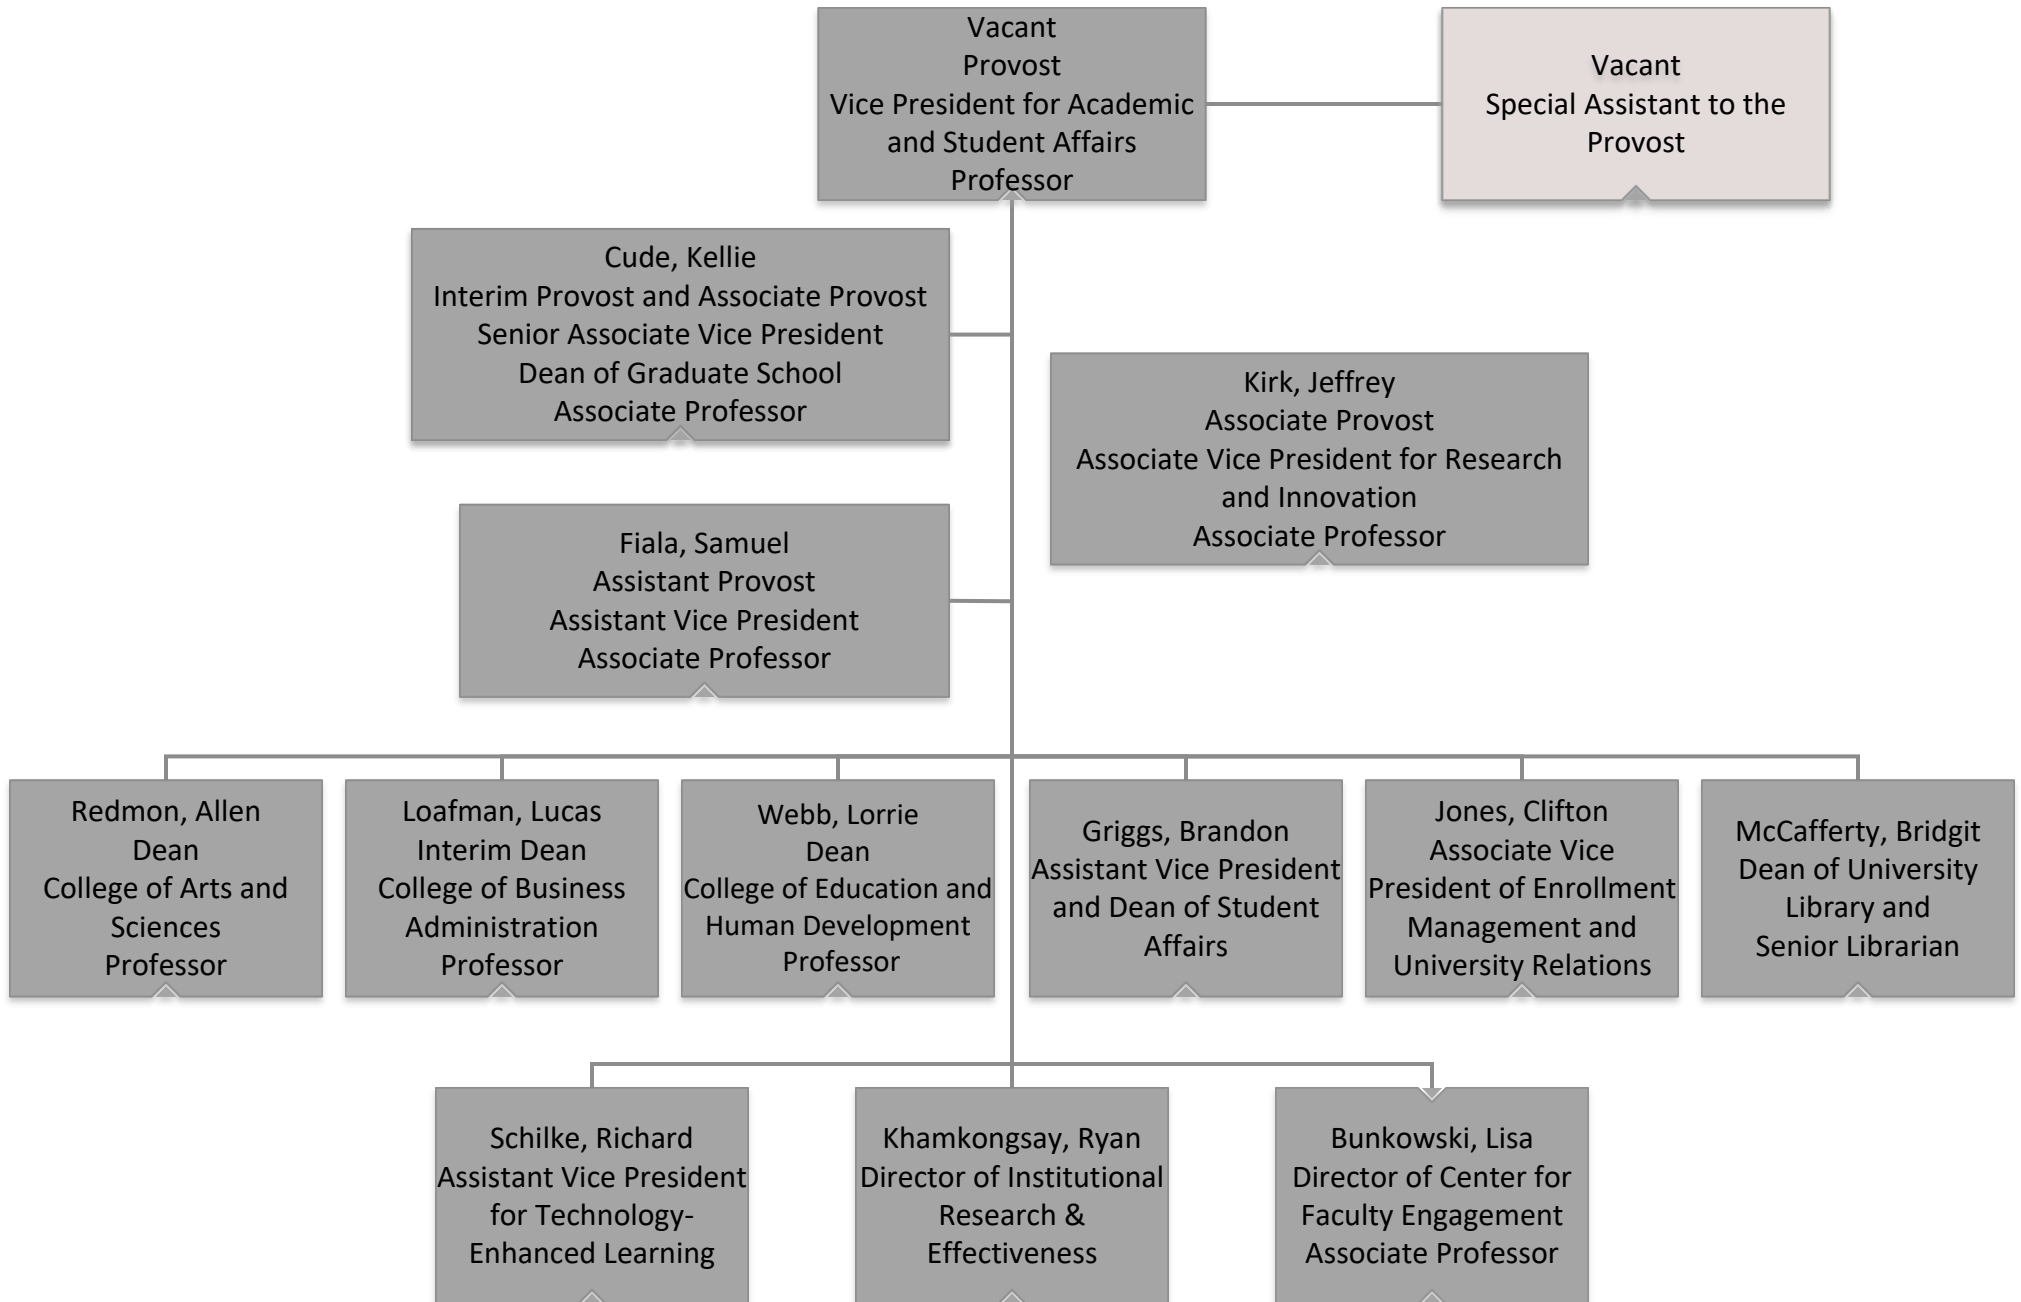 Vacant
Provost
Vice President for Academic
and Student Affairs
Professor
Vacant
Special Assistant to the
Provost
Cude, Kellie
Interim Provost and Associate Provost
Senior Associate Vice President
Dean of Graduate School
Associate Professor
Kirk, Jeffrey
Associate Provost
Associate Vice President for Research
and Innovation
Associate Professor
Fiala, Samuel
Assistant Provost
Assistant Vice President
Associate Professor
Redmon, Allen
Dean
College of Arts and
Sciences
Professor
Loafman, Lucas
Interim Dean
College of Business
Administration
Professor
Webb, Lorrie
Dean
College of Education and
Human Development
Professor
Griggs, Brandon
Assistant Vice President
and Dean of Student
Affairs
Jones, Clifton
Associate Vice
President of Enrollment
Management and
University Relations
McCafferty, Bridgit
Dean of University
Library and
Senior Librarian
Schilke, Richard
Assistant Vice President
for Technology-
Enhanced Learning
Khamkongsay, Ryan
Director of Institutional
Research &
Effectiveness
Bunkowski, Lisa
Director of Center for
Faculty Engagement
Associate Professor